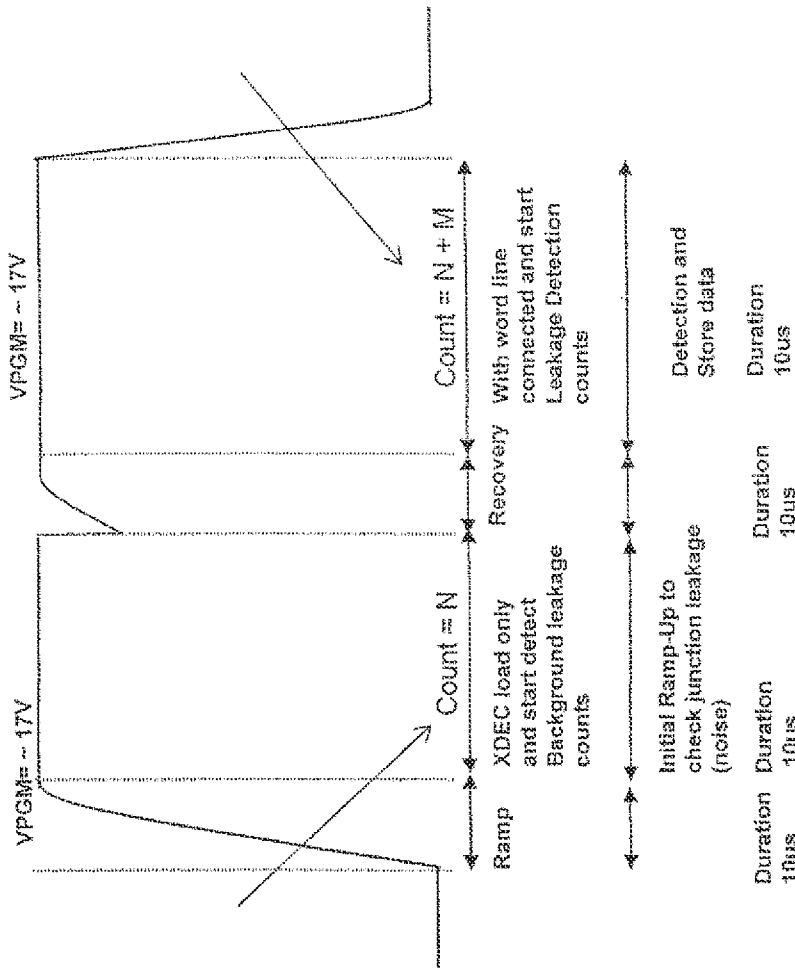 VPGM= ~ 17V
VPGM= ~ 17V
Count = N
Count = N + M
Ramp
XDEC load only
and start detect
Background leakage
counts
Recovery
With word line
connected and start
Leakage Detection
counts
Initial Ramp-Up to
check junction leakage
(noise)
Detection and
Store data
Duration
10us
Duration
10us
Duration
10us
Duration
10us